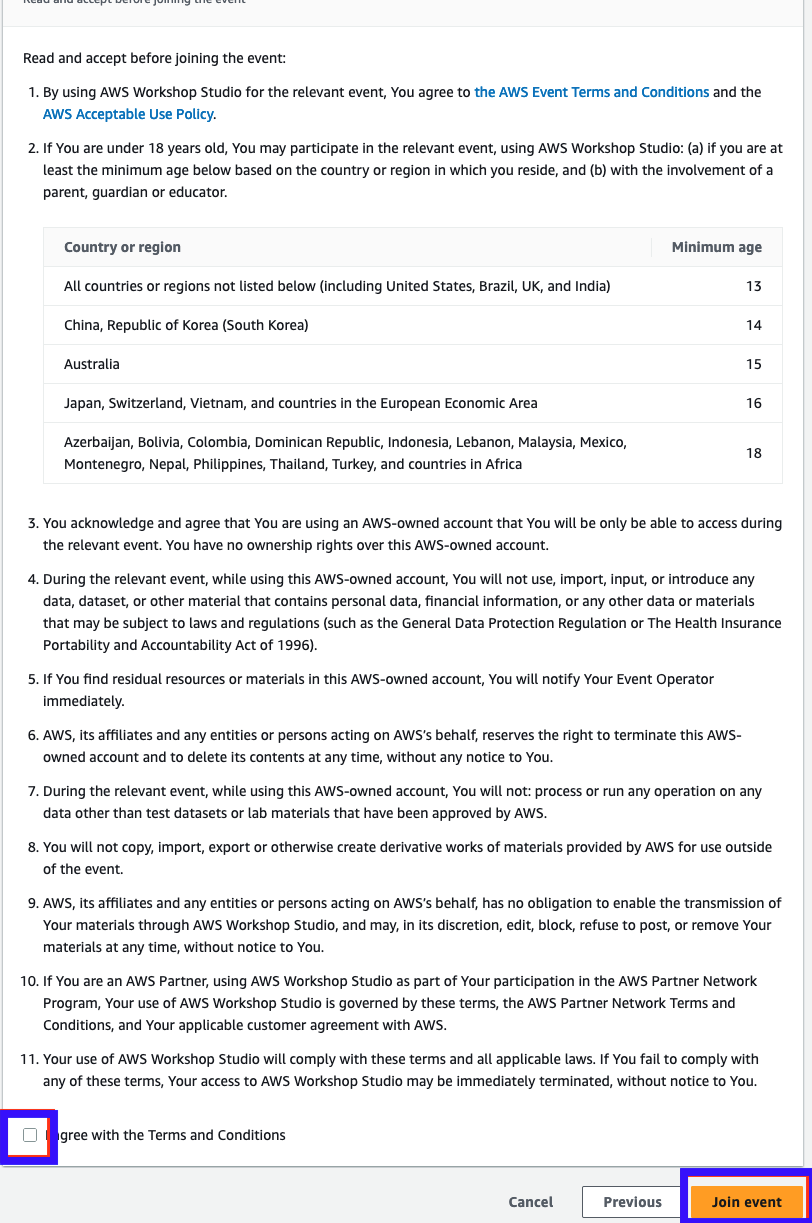 Read and accept before joining the event
Read and accept before joining the event:
1. By using AWS Workshop Studio for the relevant event, You agree to the AWS Event Terms and Conditions and the
AWS Acceptable Use Policy.
2. If You are under 18 years old, You may participate in the relevant event, using AWS Workshop Studio: (a) if you are at
least the minimum age below based on the country or region in which you reside, and (b) with the involvement of a
parent, guardian or educator.
Country or region Minimum age
All countries or regions not listed below (including United States, Brazil, UK, and India) 13
China, Republic of Korea (South Korea) 14
Australia 15
Japan, Switzerland, Vietnam, and countries in the European Economic Area 16
Azerbaijan, Bolivia, Colombia, Dominican Republic, Indonesia, Lebanon, Malaysia, Mexico,
Montenegro, Nepal, Philippines, Thailand, Turkey, and countries in Africa 18
3. You acknowledge and agree that You are using an AWS-owned account that You will be only be able to access during
the relevant event. You have no ownership rights over this AWS-owned account.
4. During the relevant event, while using this AWS-owned account, You will not use, import, input, or introduce any
data, dataset, or other material that contains personal data, financial information, or any other data or materials
that may be subject to laws and regulations (such as the General Data Protection Regulation or The Health Insurance
Portability and Accountability Act of 1996).
5. If You find residual resources or materials in this AWS-owned account, You will notify Your Event Operator
immediately.
6. AWS, its affiliates and any entities or persons acting on AWS's behalf, reserves the right to terminate this AWS-
owned account and to delete its contents at any time, without any notice to You.
7. During the relevant event, while using this AWS-owned account, You will not: process or run any operation on any
data other than test datasets or lab materials that have been approved by AWS.
8. You will not copy, import, export or otherwise create derivative works of materials provided by AWS for use outside
of the event.
9. AWS, its affiliates and any entities or persons acting on AWS's behalf, has no obligation to enable the transmission of
Your materials through AWS Workshop Studio, and may, in its discretion, edit, block, refuse to post, or remove Your
materials at any time, without notice to You.
10. If You are an AWS Partner, using AWS Workshop Studio as part of Your participation in the AWS Partner Network
Program, Your use of AWS Workshop Studio is governed by these terms, the AWS Partner Network Terms and
Conditions, and Your applicable customer agreement with AWS.
11. Your use of AWS Workshop Studio will comply with these terms and all applicable laws. If You fail to comply with
any of these terms, Your access to AWS Workshop Studio may be immediately terminated, without notice to You.
I agree with the Terms and Conditions
Cancel Previous Join event